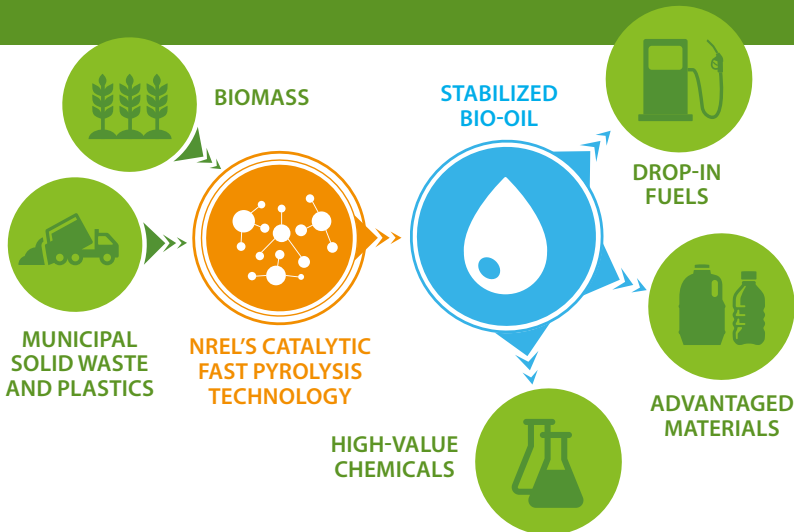 BIOMASS
STABILIZED
BIO-OIL
DROP-IN
FUELS
MUNICIPAL
SOLID WASTE
AND PLASTICS
NREL'S CATALYTIC
FAST PYROLYSIS
TECHNOLOGY
ADVANTAGED
MATERIALS
HIGH-VALUE
CHEMICALS